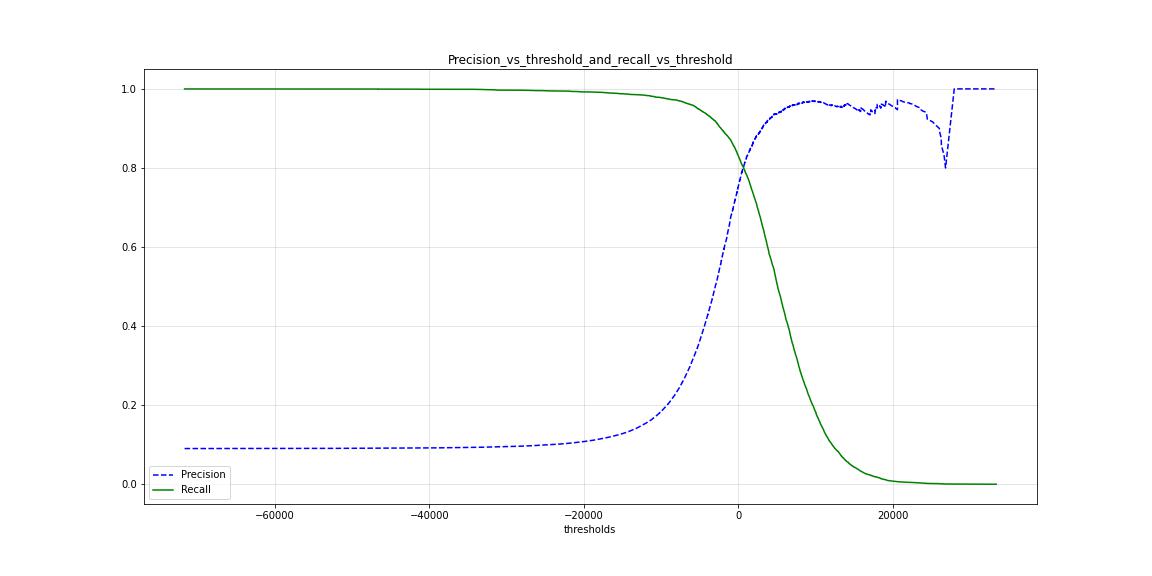 Precision_vs_threshold_and_recall_vs_threshold
1.0
0.8
0.6
0.4
0.2
0.0
Precision
Recall
−60000 −40000 −20000 0 20000
thresholds